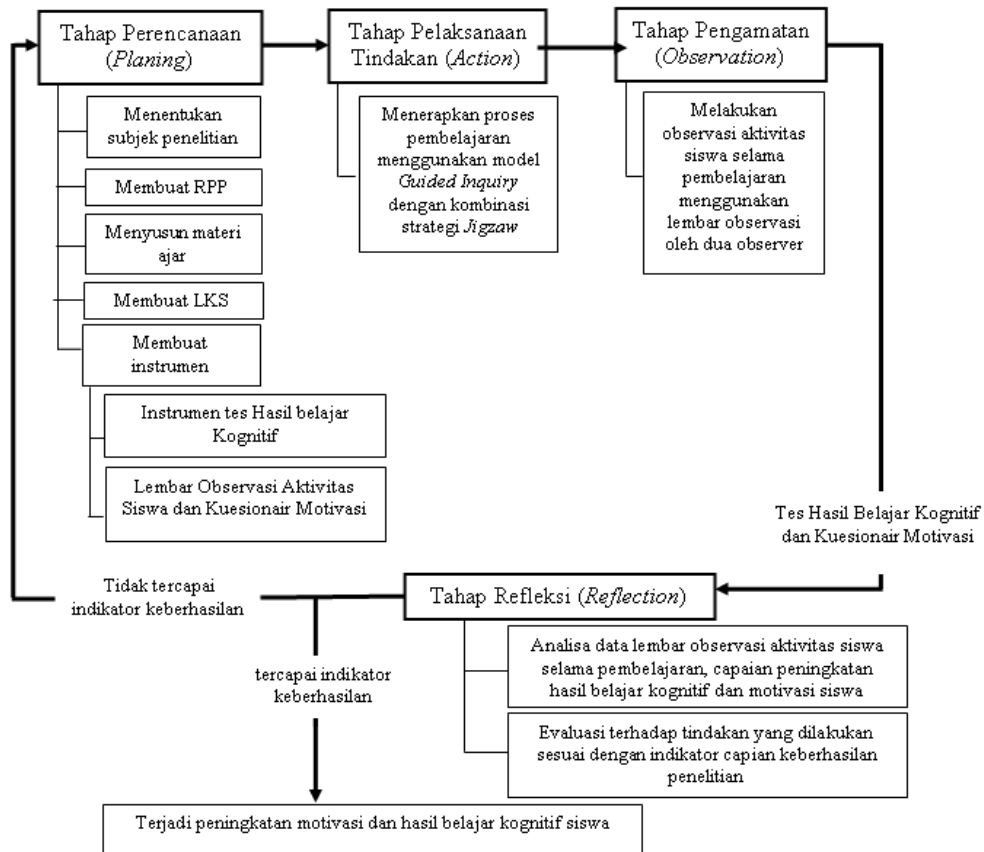 Tahap Perencanaan
(Planing)
Tahap Pelaksanaan
Tindakan (Action)
Tahap Pengamatan
(Observation)
Menentukan
subjek penelitian
Membuat RPP
Menyusun materi
ajar
Membuat LKS
Membuat
instrumen
Instrumen tes Hasil belajar
Kognitif
Lembar Observasi Aktivitas
Siswa dan Kuesionair Motivasi
Menerapkan proses
pembelajaran
menggunakan model
Guided Inquiry
dengan kombinasi
strategi Jigzaw
Melakukan
observasi aktivitas
siswa selama
pembelajaran
menggunakan
lembar observasi
oleh dua observer
Tes Hasil Belajar Kognitif
dan Kuesionair Motivasi
Tahap Refleksi (Reflection)
Analisa data lembar observasi aktivitas siswa
selama pembelajaran, capaian peningkatan
hasil belajar kognitif dan motivasi siswa
Evaluasi terhadap tindakan yang dilakukan
sesuai dengan indikator capian keberhasilan
penelitian
Tidak tercapai
indikator keberhasilan
tercapai indikator
keberhasilan
Terjadi peningkatan motivasi dan hasil belajar kognitif siswa